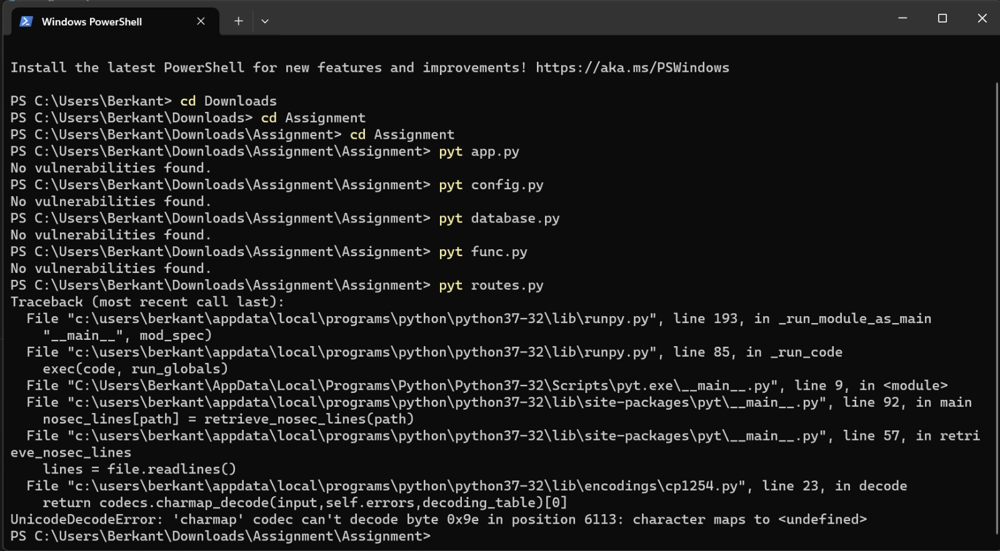 Windows PowerShell
Install the latest PowerShell for new features and improvements! https://aka.ms/PSWindows
PS C:\Users\Berkant> cd Downloads
PS C:\Users\Berkant\Downloads> cd Assignment
PS C:\Users\Berkant\Downloads\Assignment> cd Assignment
PS C:\Users\Berkant\Downloads\Assignment\Assignment> pyt app.py
No vulnerabilities found.
PS C:\Users\Berkant\Downloads\Assignment\Assignment> pyt config.py
No vulnerabilities found.
PS C:\Users\Berkant\Downloads\Assignment\Assignment> pyt database.py
No vulnerabilities found.
PS C:\Users\Berkant\Downloads\Assignment\Assignment> pyt func.py
No vulnerabilities found.
PS C:\Users\Berkant\Downloads\Assignment\Assignment> pyt routes.py
Traceback (most recent call last):
  File "c:\users\berkant\appdata\local\programs\python\python37-32\lib\runpy.py", line 193, in _run_module_as_main
    "__main__", mod_spec)
  File "c:\users\berkant\appdata\local\programs\python\python37-32\lib\runpy.py", line 85, in _run_code
    exec(code, run_globals)
  File "C:\Users\Berkant\AppData\Local\Programs\Python\Python37-32\Scripts\pyt.exe\__main__.py", line 9, in <module>
  File "c:\users\berkant\appdata\local\programs\python\python37-32\lib\site-packages\pyt\__main__.py", line 92, in main
    nosec_lines[path] = retrieve_nosec_lines(path)
  File "c:\users\berkant\appdata\local\programs\python\python37-32\lib\site-packages\pyt\__main__.py", line 57, in retri
eve_nosec_lines
    lines = file.readlines()
  File "c:\users\berkant\appdata\local\programs\python\python37-32\lib\encodings\cp1254.py", line 23, in decode
    return codecs.charmap_decode(input,self.errors,decoding_table)[0]
UnicodeDecodeError: 'charmap' codec can't decode byte 0x9e in position 6113: character maps to <undefined>
PS C:\Users\Berkant\Downloads\Assignment\Assignment>